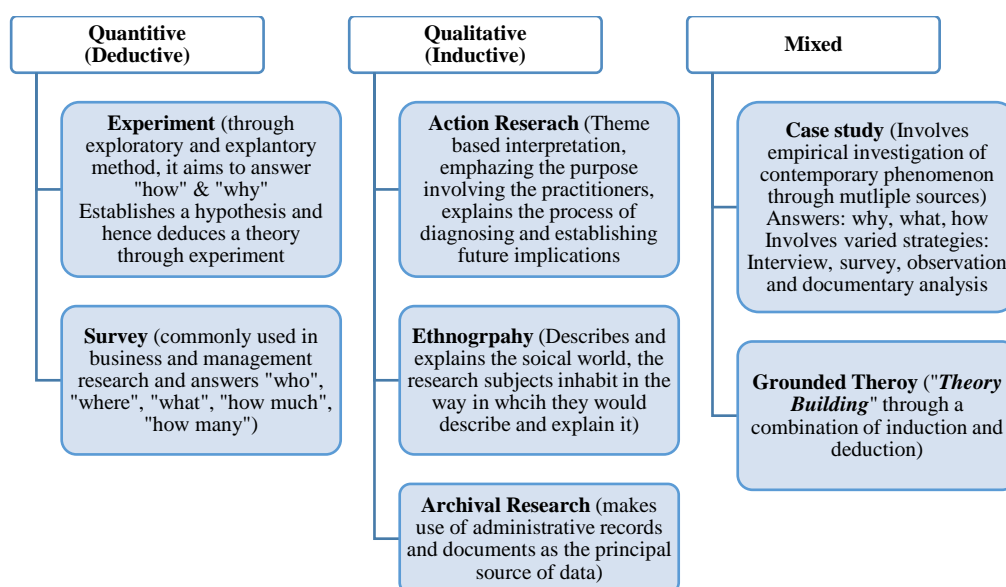 Quantitive
(Deductive)
Experiment (through
exploratory and explantory
method, it aims to answer
"how" & "why"
Establishes a hypothesis and
hence deduces a theory
through experiment
Survey (commonly used in
business and management
research and answers "who",
"where", "what", "how much",
"how many")
Qualitative
(Inductive)
Action Reserach (Theme
based interpretation,
emphazing the purpose
involving the practitioners,
explains the process of
diagnosing and establishing
future implications
Ethnogrpahy (Describes and
explains the soical world, the
research subjects inhabit in the
way in whcih they would
describe and explain it)
Archival Research (makes
use of administrative records
and documents as the principal
source of data)
Mixed
Case study (Involves
empirical investigation of
contemporary phenomenon
through mutliple sources)
Answers: why, what, how
Involves varied strategies:
Interview, survey, observation
and documentary analysis
Grounded Theroy ("Theory
Building" through a
combination of induction and
deduction)